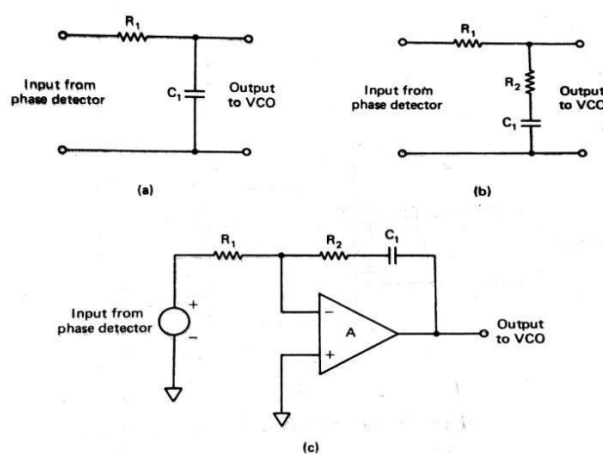 R1
Input from
phase detector
C1
Output
to VCO
(a)
R1
R2
Input from
phase detector
C1
Output
to VCO
(b)
R1
R2
C1
Input from
phase detector
+
−
−
A
+
Output
to VCO
(c)